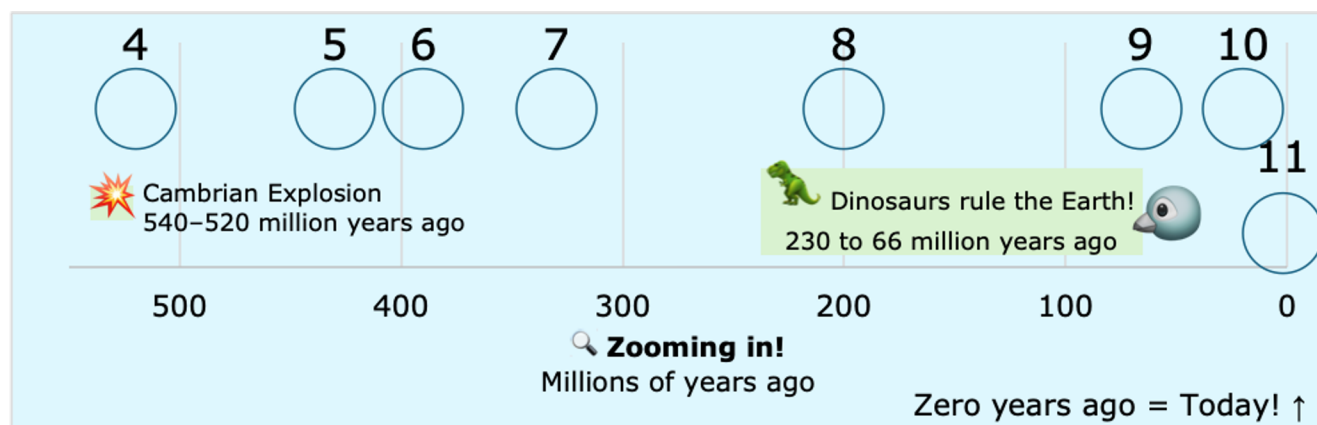 4 5 6 7 8 9 10
11
Cambrian Explosion
540–520 million years ago
Dinosaurs rule the Earth!
230 to 66 million years ago
500 400 300 200 100 0
Zooming in!
Millions of years ago
Zero years ago = Today! ↑